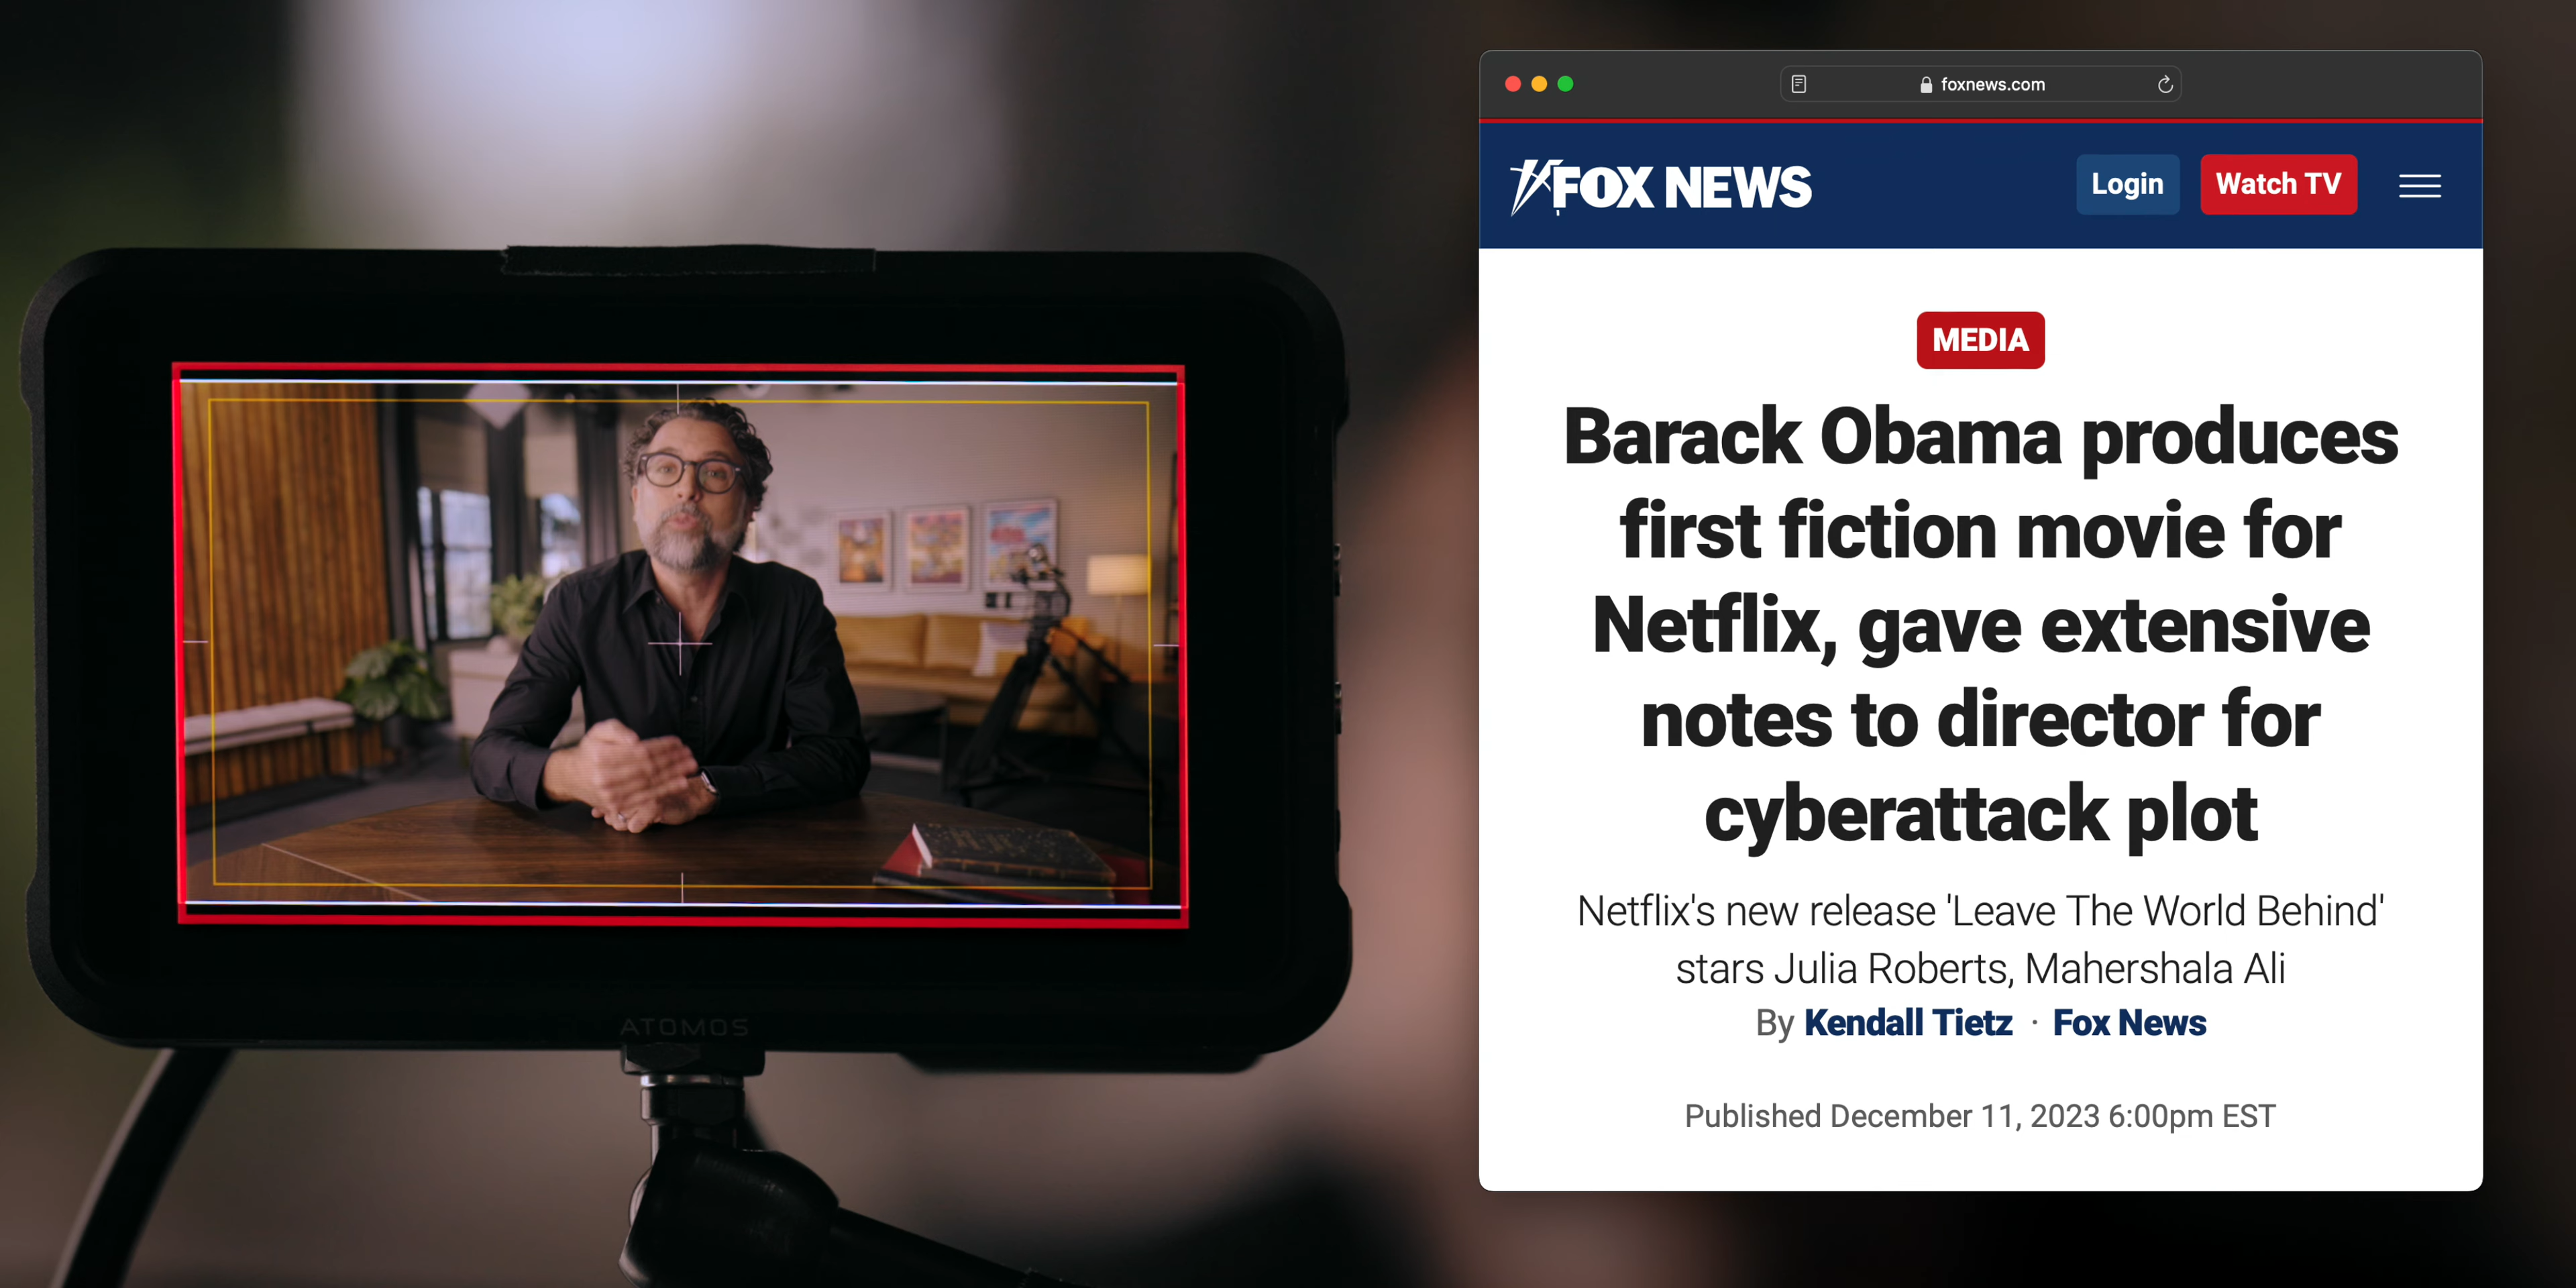 ATOMOS
foxnews.com
FOX NEWS
Login
Watch TV
MEDIA
Barack Obama produces
first fiction movie for
Netflix, gave extensive
notes to director for
cyberattack plot
Netflix's new release 'Leave The World Behind'
stars Julia Roberts, Mahershala Ali
By Kendall Tietz · Fox News
Published December 11, 2023 6:00pm EST